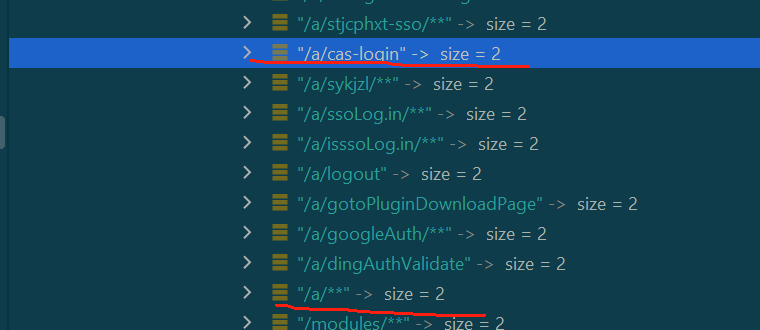 "/a/stjcphxt-sso/**" -> size = 2
"/a/cas-login" -> size = 2
"/a/sykjzl/**" -> size = 2
"/a/ssoLog.in/**" -> size = 2
"/a/isssoLog.in/**" -> size = 2
"/a/logout" -> size = 2
"/a/gotoPluginDownloadPage" -> size = 2
"/a/googleAuth/**" -> size = 2
"/a/dingAuthValidate" -> size = 2
"/a/**" -> size = 2
"/modules/**" -> size = 2